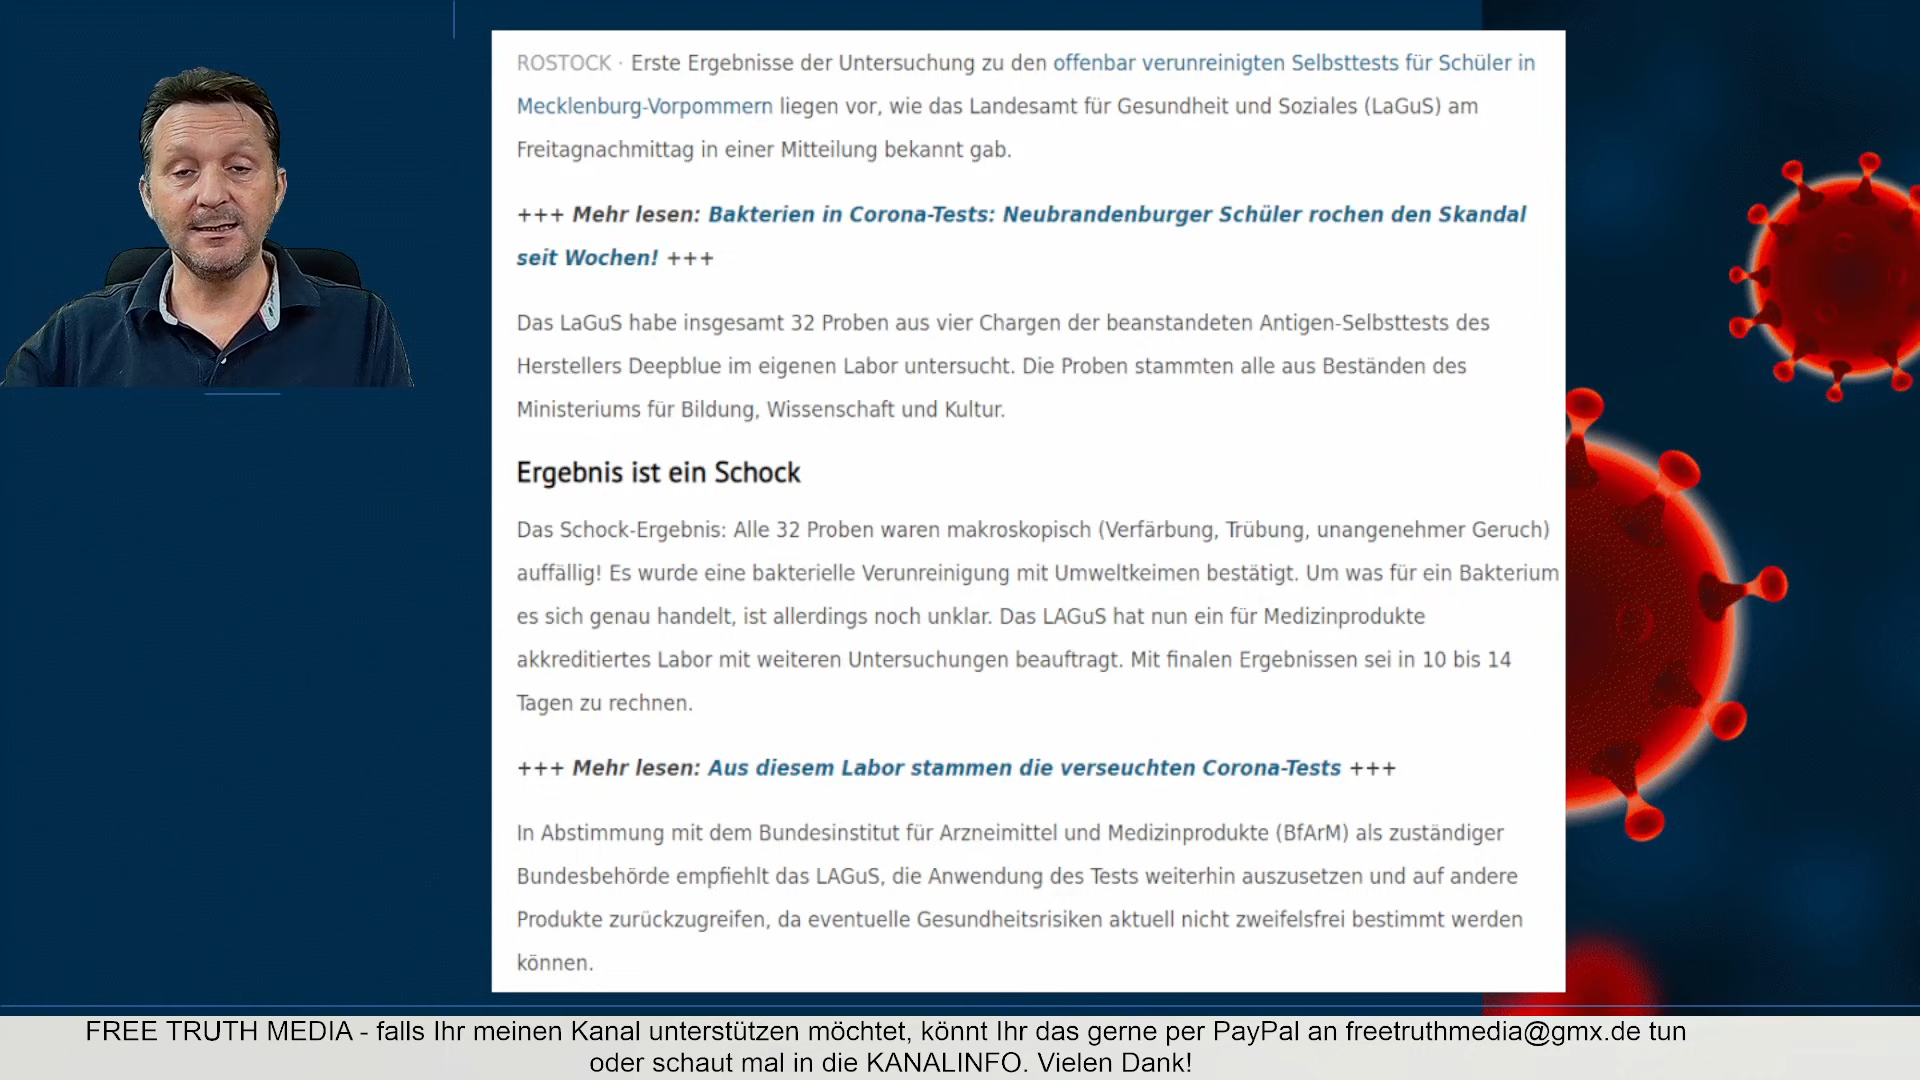 ROSTOCK · Erste Ergebnisse der Untersuchung zu den offenbar verunreinigten Selbsttests für Schüler in
Mecklenburg-Vorpommern liegen vor, wie das Landesamt für Gesundheit und Soziales (LaGuS) am
Freitagnachmittag in einer Mitteilung bekannt gab.
+++ Mehr lesen: Bakterien in Corona-Tests: Neubrandenburger Schüler rochen den Skandal
seit Wochen! +++
Das LaGuS habe insgesamt 32 Proben aus vier Chargen der beanstandeten Antigen-Selbsttests des
Herstellers Deepblue im eigenen Labor untersucht. Die Proben stammten alle aus Beständen des
Ministeriums für Bildung, Wissenschaft und Kultur.
Ergebnis ist ein Schock
Das Schock-Ergebnis: Alle 32 Proben waren makroskopisch (Verfärbung, Trübung, unangenehmer Geruch)
auffällig! Es wurde eine bakterielle Verunreinigung mit Umweltkeimen bestätigt. Um was für ein Bakterium
es sich genau handelt, ist allerdings noch unklar. Das LAGuS hat nun ein für Medizinprodukte
akkreditiertes Labor mit weiteren Untersuchungen beauftragt. Mit finalen Ergebnissen sei in 10 bis 14
Tagen zu rechnen.
+++ Mehr lesen: Aus diesem Labor stammen die verseuchten Corona-Tests +++
In Abstimmung mit dem Bundesinstitut für Arzneimittel und Medizinprodukte (BfArM) als zuständiger
Bundesbehörde empfiehlt das LAGuS, die Anwendung des Tests weiterhin auszusetzen und auf andere
Produkte zurückzugreifen, da eventuelle Gesundheitsrisiken aktuell nicht zweifelsfrei bestimmt werden
können.
FREE TRUTH MEDIA - falls Ihr meinen Kanal unterstützen möchtet, könnt Ihr das gerne per PayPal an freetruthmedia@gmx.de tun
oder schaut mal in die KANALINFO. Vielen Dank!